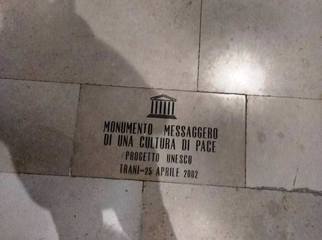 MONUMENTO MESSAGGERO
DI UNA CULTURA DI PACE
PROGETTO UNESCO
TRANI-25 APRILE 2002